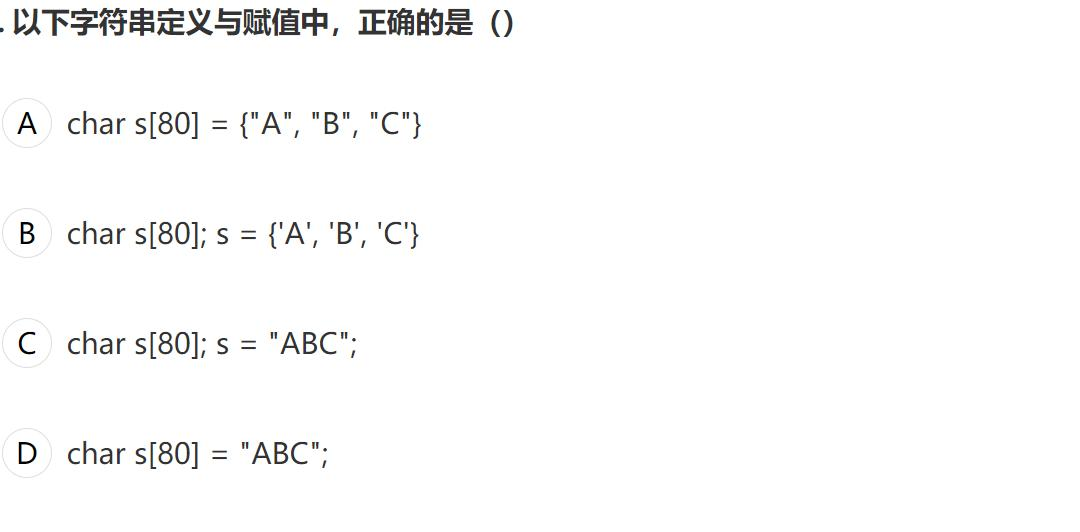 . 以下字符串定义与赋值中，正确的是（）
A char s[80] = {"A", "B", "C"}
B char s[80]; s = {'A', 'B', 'C'}
C char s[80]; s = "ABC";
D char s[80] = "ABC";